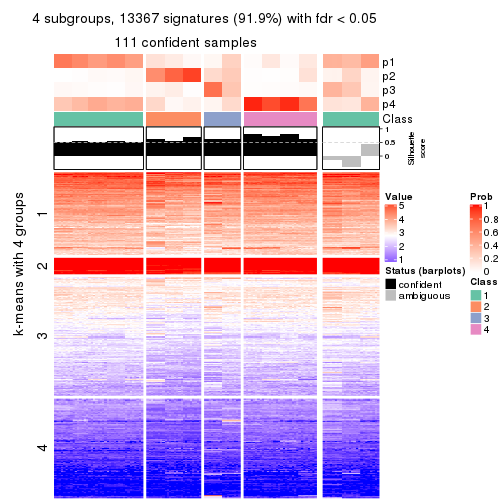 4 subgroups, 13367 signatures (91.9%) with fdr < 0.05
111 confident samples
p1
p2
p3
p4
Class
1
0.5
0
Silhouette
score
k-means with 4 groups
1
2
3
4
Value
5
4
3
2
1
Status (barplots)
confident
ambiguous
Prob
1
0.8
0.6
0.4
0.2
0
Class
1
2
3
4